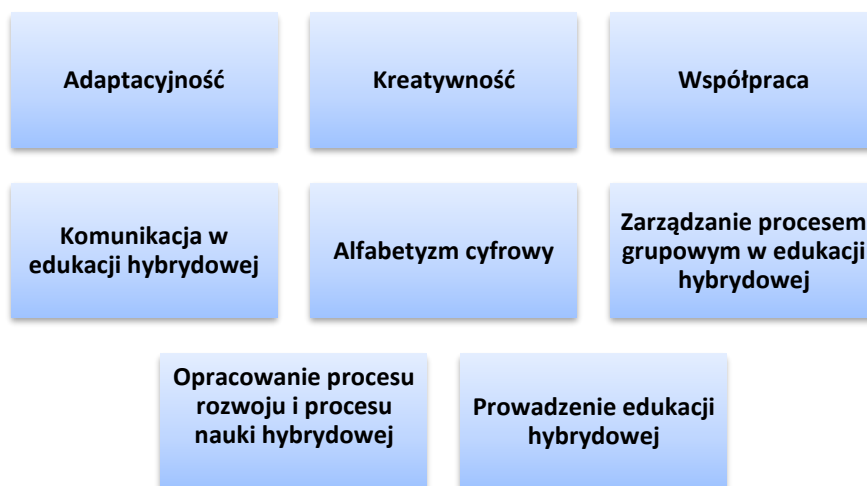 Adaptacyjność
Kreatywność
Współpraca
Komunikacja w
edukacji hybrydowej
Alfabetyzm cyfrowy
Zarządzanie procesem
grupowym w edukacji
hybrydowej
Opracowanie procesu
rozwoju i procesu
nauki hybrydowej
Prowadzenie edukacji
hybrydowej